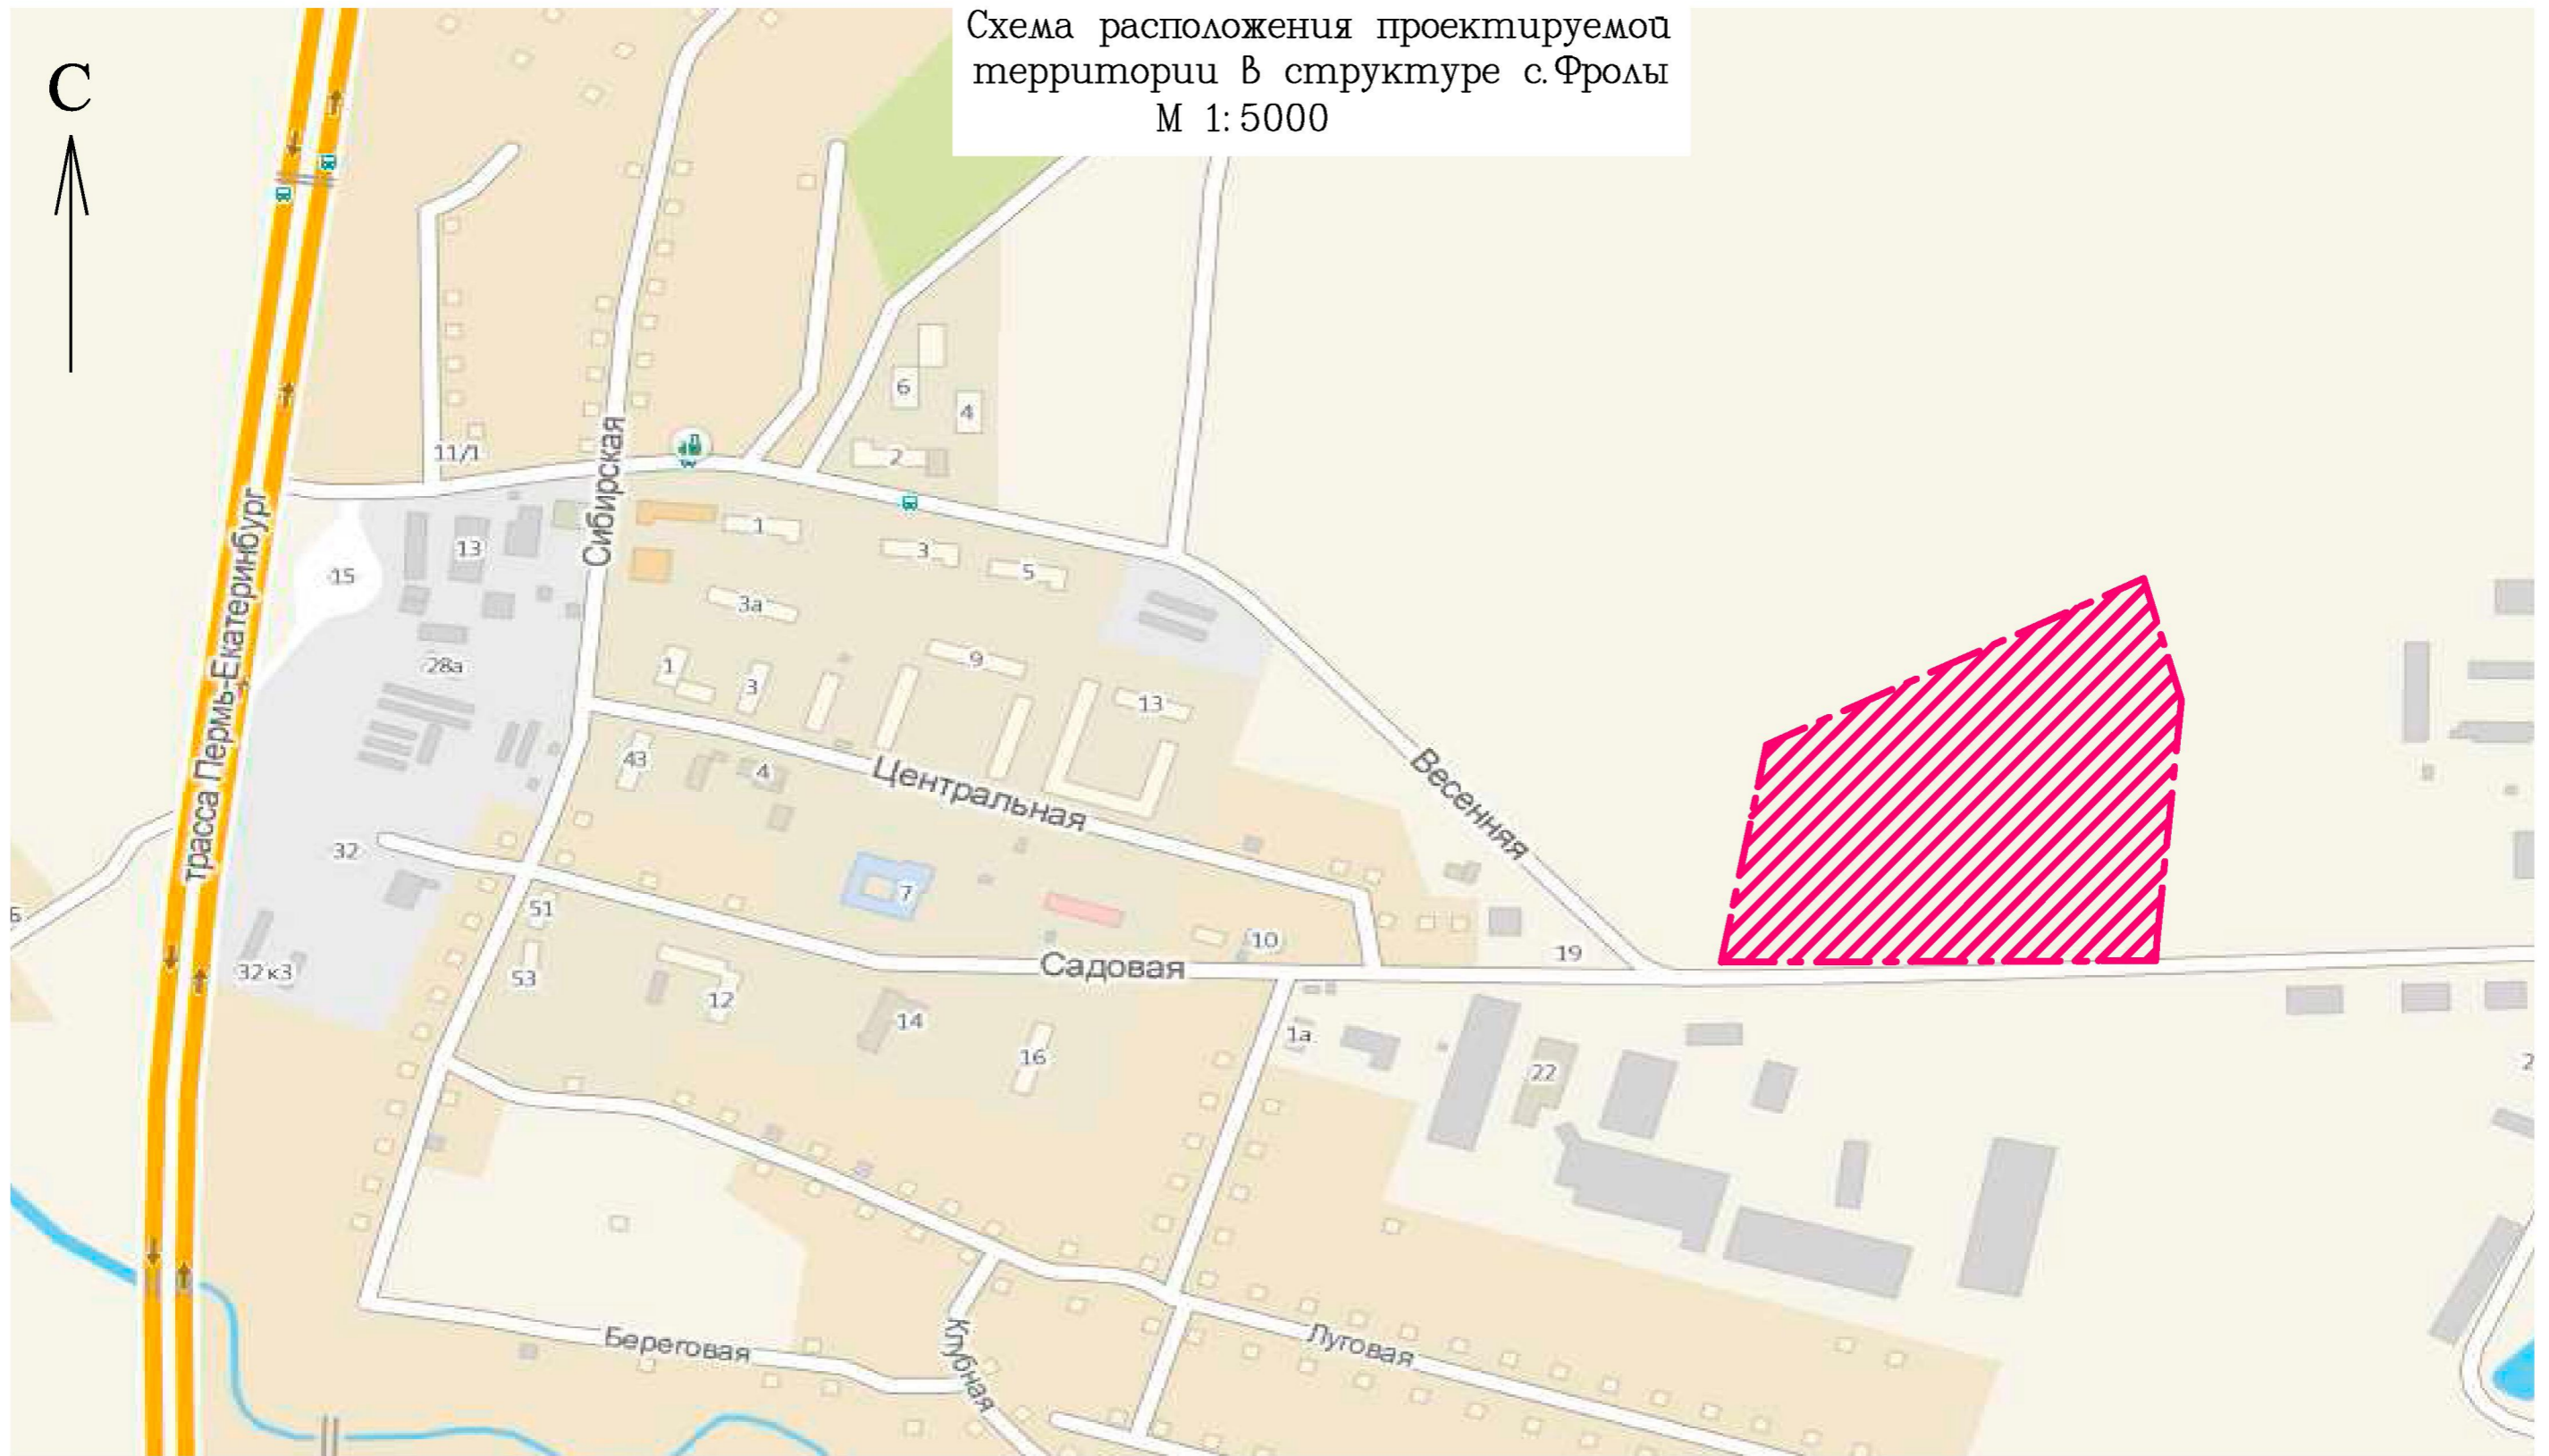 Схема расположения проектируемой
территории в структуре с.Фролы
М 1:5000
С
6
4
2
11/1
Сибирская
трасса Пермь-Екатеринбург
13
15
1
3
5
3а
28а
1
3
9
13
43
4
Центральная
Весенняя
32
7
51
53
10
19
Садовая
32 к3
12
14
16
1а
22
2
Б
Береговая
Клубная
Луговая